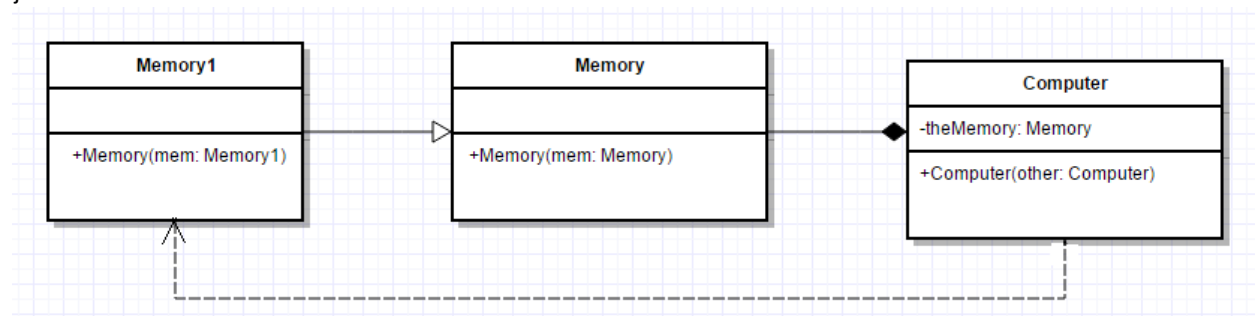 Memory1
+Memory(mem: Memory1)
Memory
+Memory(mem: Memory)
Computer
-theMemory: Memory
+Computer(other: Computer)